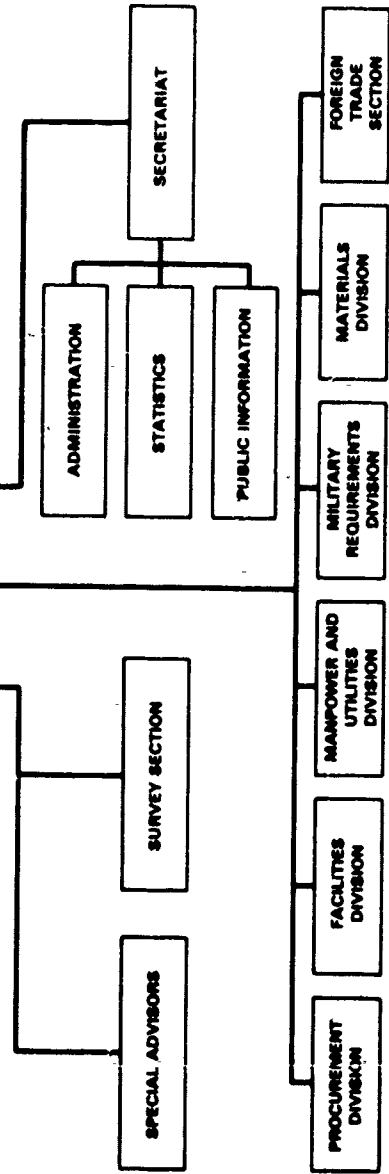 SPECIAL ADVISORS
SURVEY SECTION
ADMINISTRATION
STATISTICS
PUBLIC INFORMATION
SECRETARIAT
PROCUREMENT
DIVISION
FACILITIES
DIVISION
MANPOWER AND
UTILITIES
DIVISION
MILITARY
REQUIREMENTS
DIVISION
MATERIALS
DIVISION
FOREIGN
TRADE
SECTION